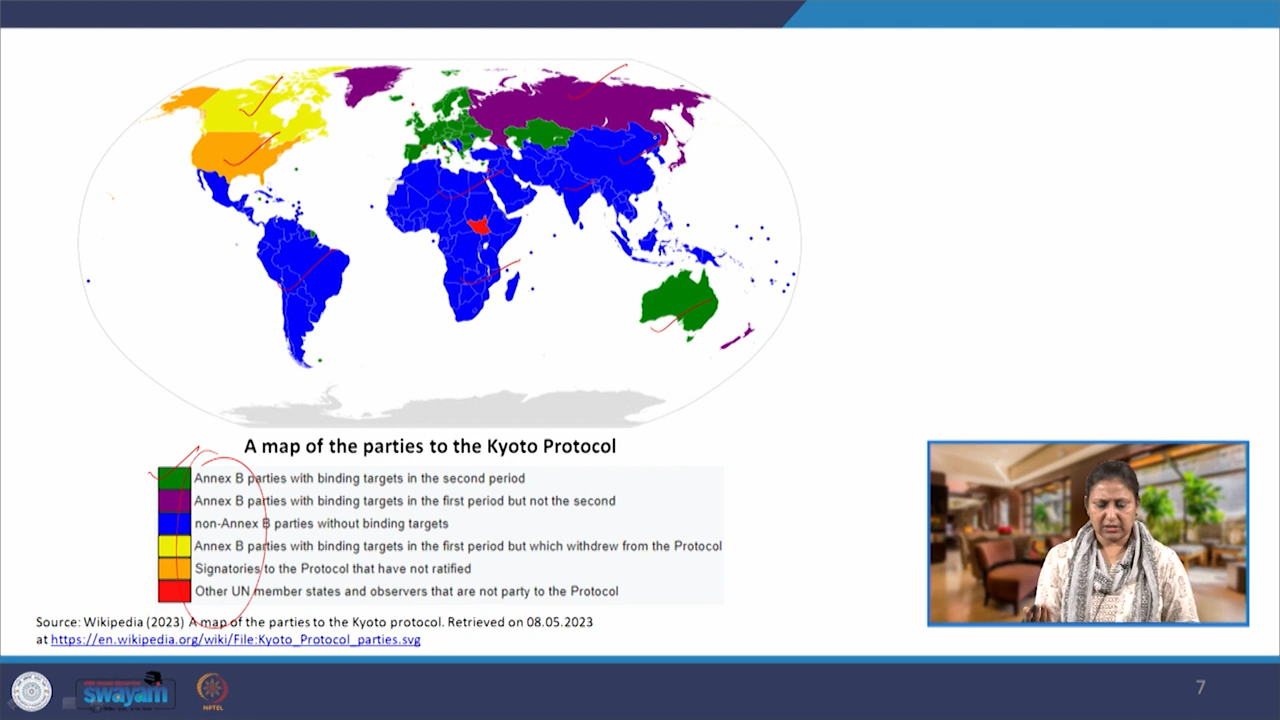 A map of the parties to the Kyoto Protocol
Annex B parties with binding targets in the second period
Annex B parties with binding targets in the first period but not the second
non-Annex B parties without binding targets
Annex B parties with binding targets in the first period but which withdrew from the Protocol
Signatories to the Protocol that have not ratified
Other UN member states and observers that are not party to the Protocol
Source: Wikipedia (2023) A map of the parties to the Kyoto protocol. Retrieved on 08.05.2023
at https://en.wikipedia.org/wiki/File:Kyoto_Protocol_parties.svg
swayam
NPTEL
7